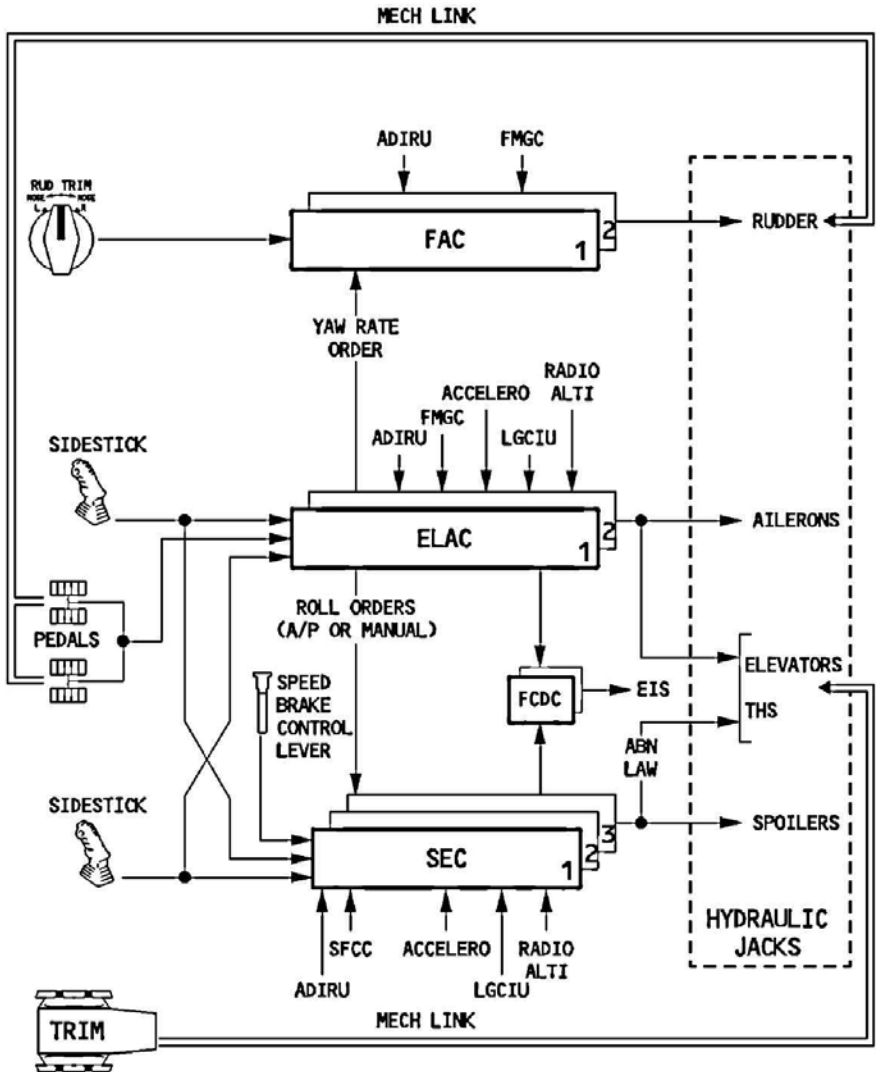 MECH LINK
ADIRU
FMGC
RUD TRIM
NOSE NOSE
L R
FAC
1
2
RUDDER
YAW RATE
ORDER
RADIO
ALTI
ACCELERO
FMGC
ADIRU
LGCIU
SIDESTICK
ELAC
1
2
AILERONS
ROLL ORDERS
(A/P OR MANUAL)
PEDALS
SPEED
BRAKE
CONTROL
LEVER
FCDC
EIS
ELEVATORS
THS
ABN
LAW
SIDESTICK
SEC
1
2
3
SPOILERS
HYDRAULIC
JACKS
SFCC
ACCELERO
RADIO
ALTI
ADIRU
LGCIU
TRIM
MECH LINK